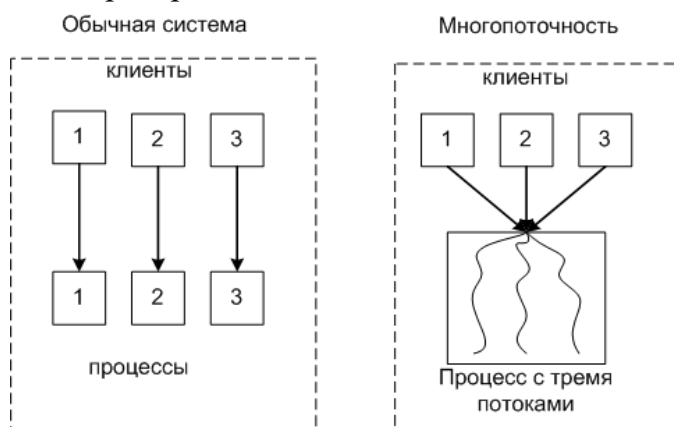 Обычная система
клиенты
1
2
3
1
2
3
процессы
Многопоточность
клиенты
1
2
3
Процесс с тремя
потоками